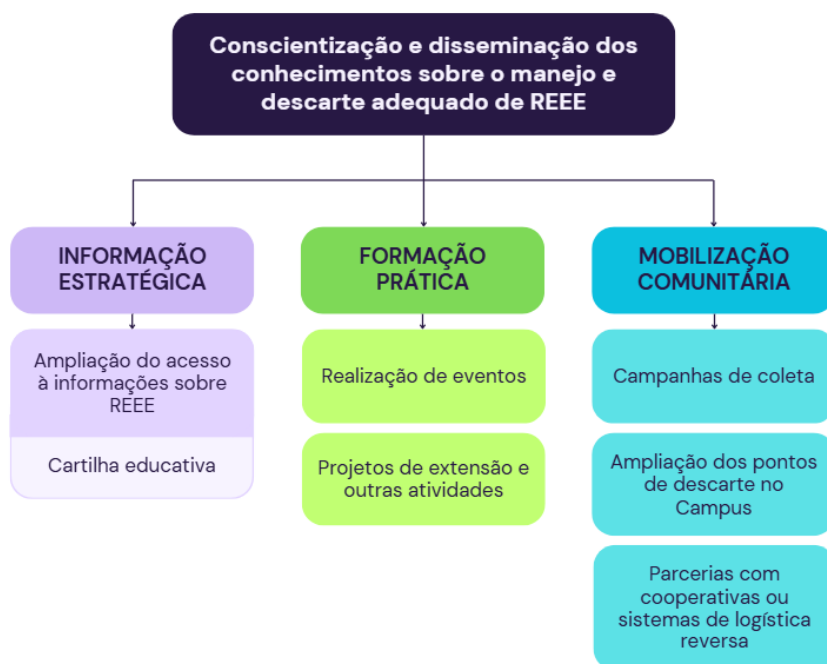 Conscientização e disseminação dos
conhecimentos sobre o manejo e
descarte adequado de REEE
INFORMAÇÃO
ESTRATÉGICA
Ampliação do acesso
à informações sobre
REEE
Cartilha educativa
FORMAÇÃO
PRÁTICA
Realização de eventos
Projetos de extensão e
outras atividades
MOBILIZAÇÃO
COMUNITÁRIA
Campanhas de coleta
Ampliação dos pontos
de descarte no
Campus
Parcerias com
cooperativas ou
sistemas de logística
reversa